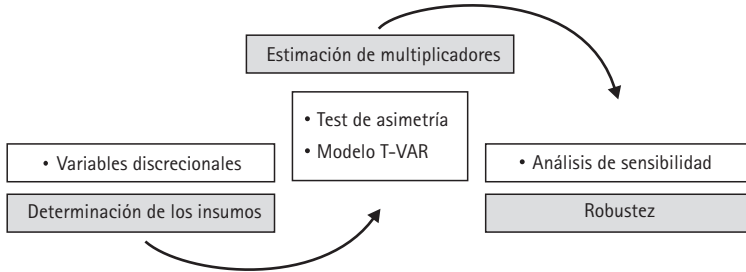 Estimación de multiplicadores
• Test de asimetría
• Modelo T-VAR
• Variables discrecionales
Determinación de los insumos
• Análisis de sensibilidad
Robustez